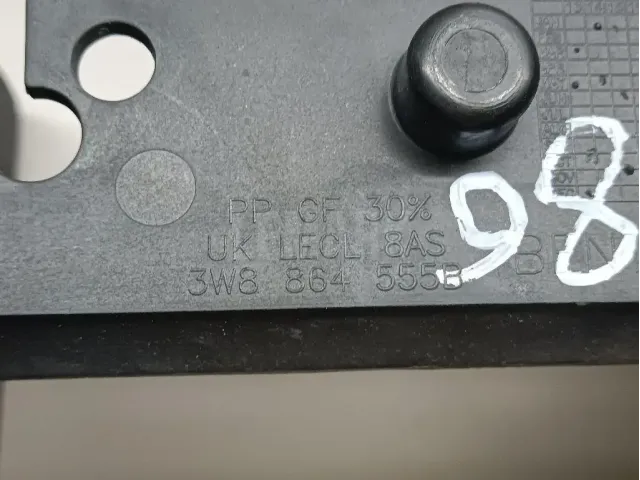 PP GF 30%
UK LECL 8AS
3W8 864 555B
98